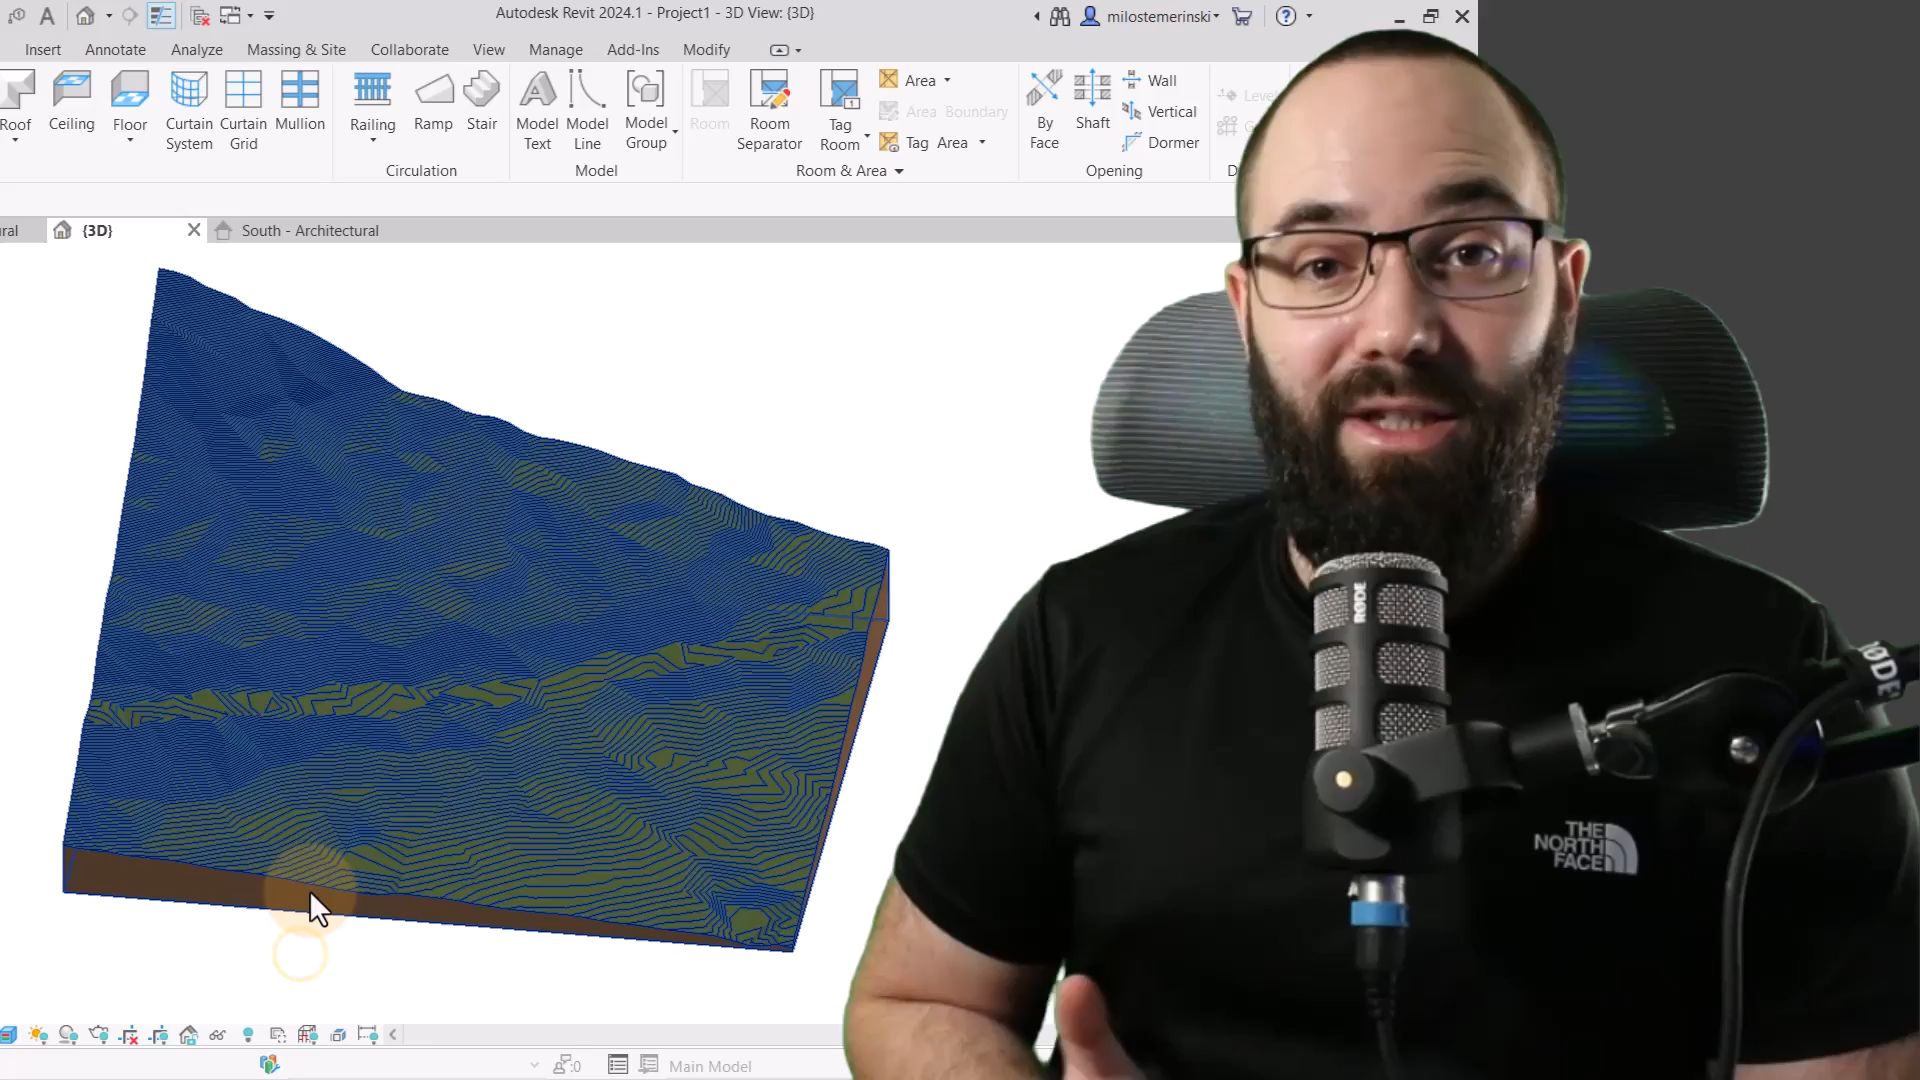 Autodesk Revit 2024.1 - Project1 - 3D View: {3D}
milostemerinski
Insert Annotate Analyze Massing & Site Collaborate View Manage Add-Ins Modify
Roof
Ceiling
Floor
Curtain
System
Curtain
Grid
Mullion
Railing
Ramp
Stair
Circulation
Model
Text
Model
Line
Model
Group
Model
Room
Room
Separator
Tag
Room
Area
Area Boundary
Tag Area
Room & Area
By
Face
Shaft
Wall
Vertical
Dormer
Opening
{3D}
South - Architectural
RØDE
RØDE
THE
NORTH
FACE
:0
Main Model